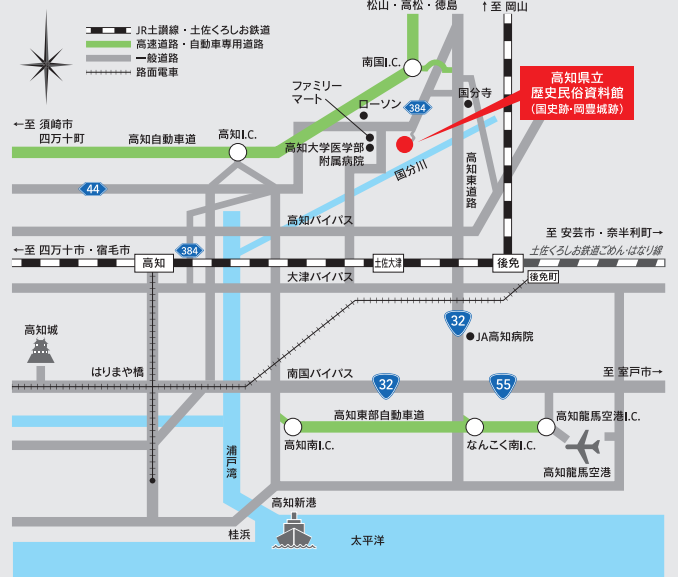 松山・高松・徳島
↑至 岡山
JR土讃線・土佐くろしお鉄道
高速道路・自動車専用道路
一般道路
路面電車
南国I.C.
高知県立
歴史民俗資料館
（国史跡・岡豊城跡）
ファミリー
マート
ローソン
384
国分寺
←至 須崎市
四万十町
高知自動車道
高知I.C.
高知大学医学部
附属病院
国分川
高知東道路
44
高知バイパス
至 安芸市・奈半利町→
←至 四万十市・宿毛市
384
土佐くろしお鉄道ごめん・はなり線
高知
土佐大津
後免
大津バイパス
後免町
32
高知城
JA高知病院
はりまや橋
南国バイパス
32
55
至 室戸市→
高知東部自動車道
高知龍馬空港I.C.
高知南I.C.
なんこく南I.C.
浦戸湾
高知龍馬空港
高知新港
桂浜
太平洋